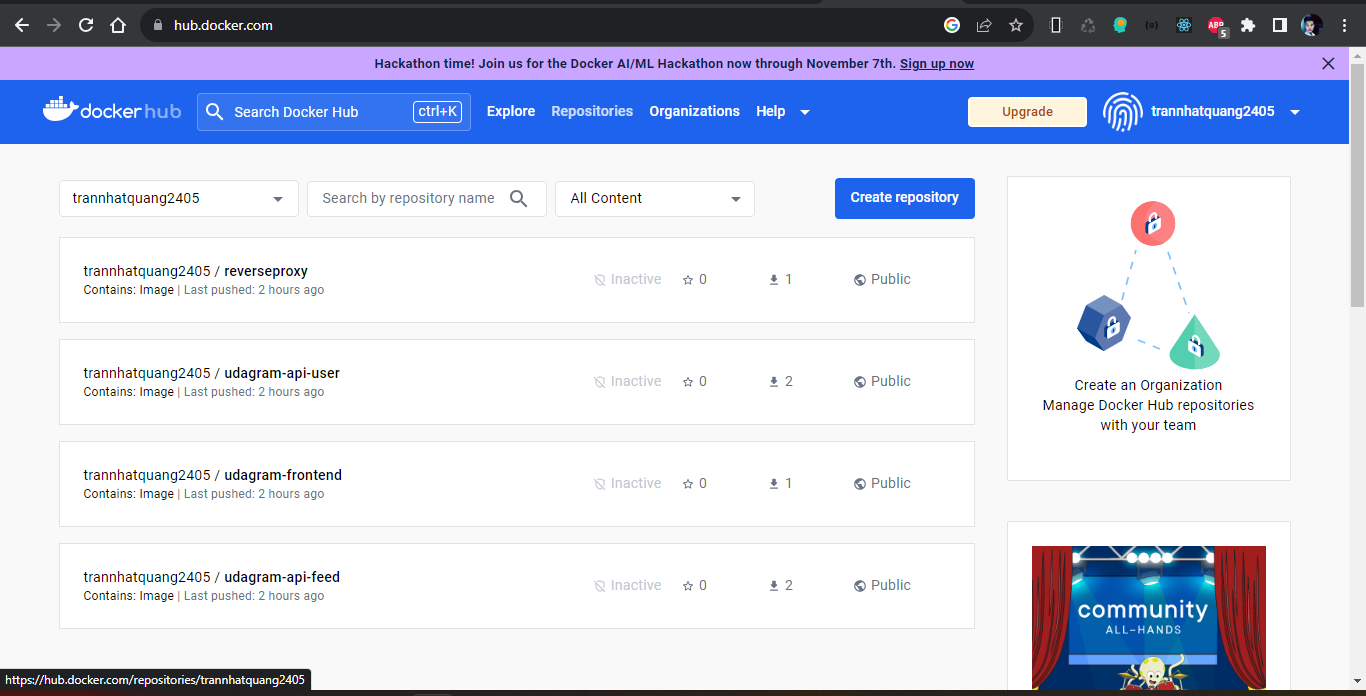 hub.docker.com
ABP
5
Hackathon time! Join us for the Docker AI/ML Hackathon now through November 7th. Sign up now
dockerhub
Search Docker Hub
ctrl+K
Explore
Repositories
Organizations
Help
Upgrade
trannhatquang2405
trannhatquang2405
Search by repository name
All Content
Create repository
trannhatquang2405 / reverseproxy
Contains: Image | Last pushed: 2 hours ago
Inactive
0
1
Public
trannhatquang2405 / udagram-api-user
Contains: Image | Last pushed: 2 hours ago
Inactive
0
2
Public
trannhatquang2405 / udagram-frontend
Contains: Image | Last pushed: 2 hours ago
Inactive
0
1
Public
trannhatquang2405 / udagram-api-feed
Contains: Image | Last pushed: 2 hours ago
Inactive
0
2
Public
Create an Organization
Manage Docker Hub repositories
with your team
community
ALL-HANDS
https://hub.docker.com/repositories/trannhatquang2405